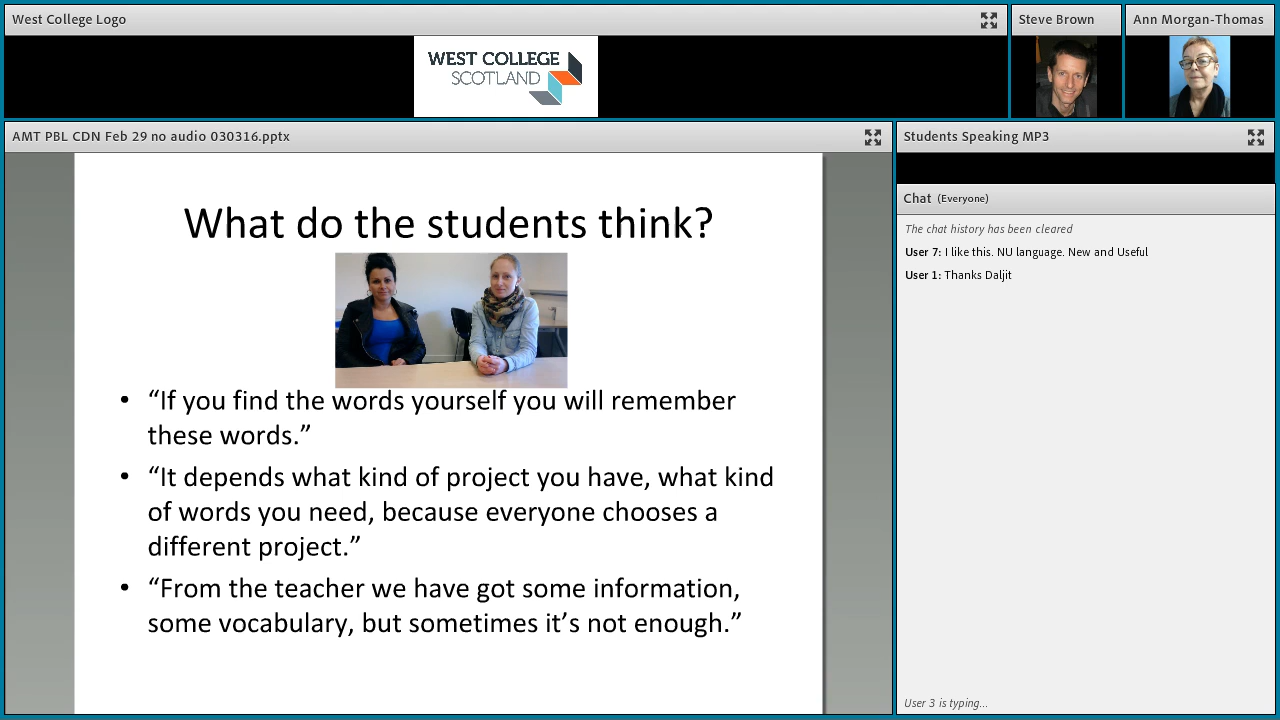 West College Logo
Steve Brown
Ann Morgan-Thomas
WEST COLLEGE
SCOTLAND
AMT PBL CDN Feb 29 no audio 030316.pptx
Students Speaking MP3
What do the students think?
• “If you find the words yourself you will remember
these words.”
• “It depends what kind of project you have, what kind
of words you need, because everyone chooses a
different project.”
• “From the teacher we have got some information,
some vocabulary, but sometimes it’s not enough.”
Chat (Everyone)
The chat history has been cleared
User 7: I like this. NU language. New and Useful
User 1: Thanks Daljit
User 3 is typing...